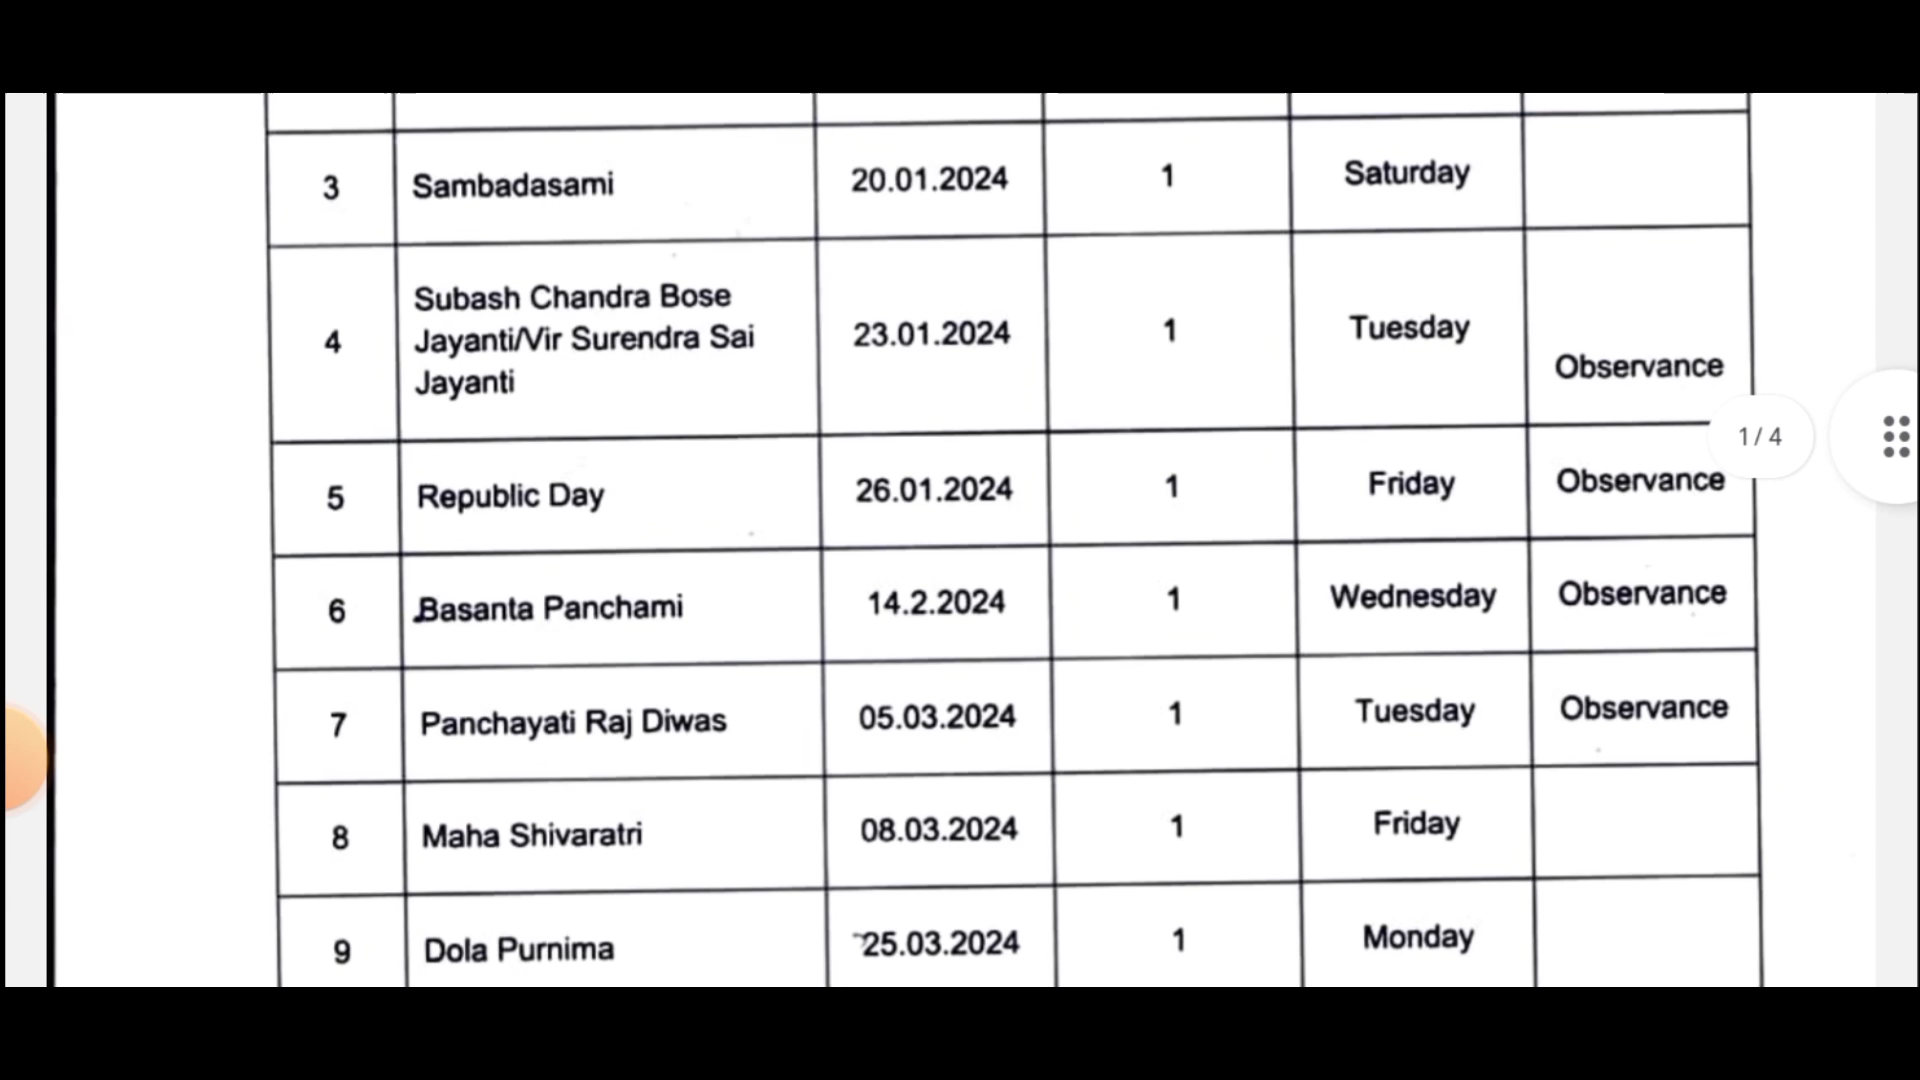 3 Sambadasami 20.01.2024 1 Saturday
4 Subash Chandra Bose Jayanti/Vir Surendra Sai Jayanti 23.01.2024 1 Tuesday Observance
5 Republic Day 26.01.2024 1 Friday Observance
1 / 4
6 Basanta Panchami 14.2.2024 1 Wednesday Observance
7 Panchayati Raj Diwas 05.03.2024 1 Tuesday Observance
8 Maha Shivaratri 08.03.2024 1 Friday
9 Dola Purnima 25.03.2024 1 Monday